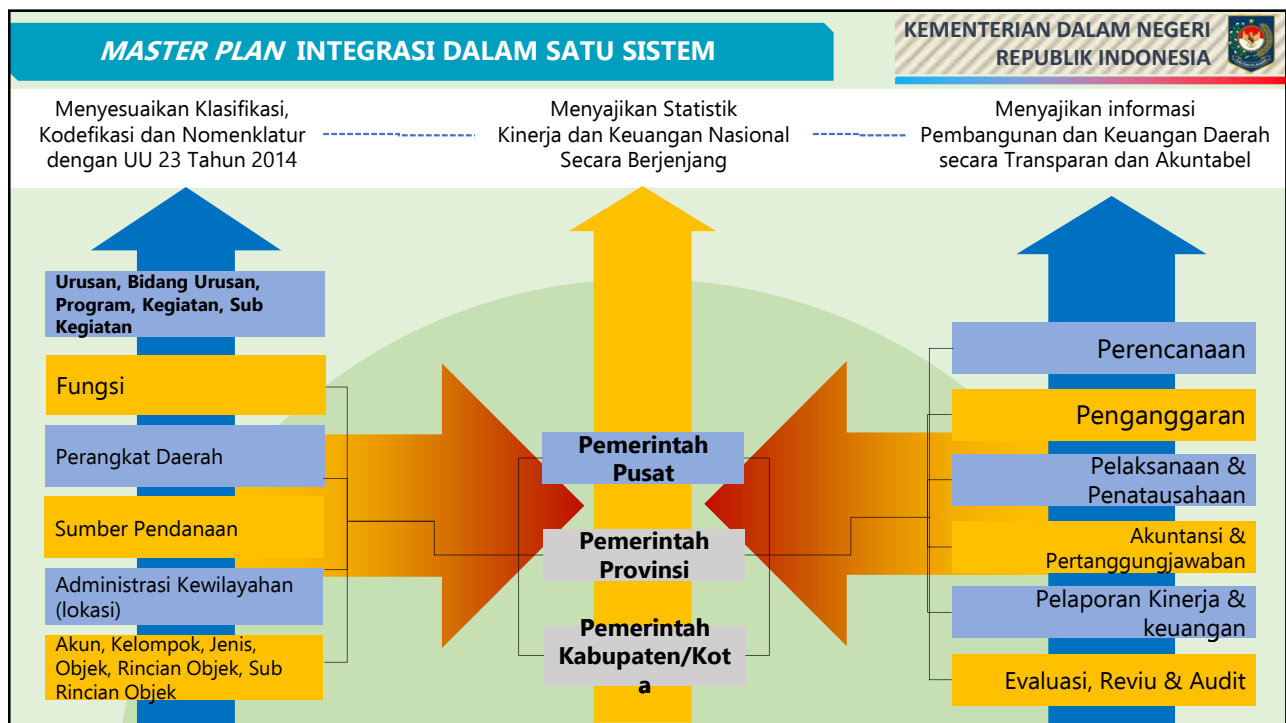 MASTER PLAN INTEGRASI DALAM SATU SISTEM
KEMENTERIAN DALAM NEGERI
REPUBLIK INDONESIA
Menyesuaikan Klasifikasi,
Kodefikasi dan Nomenklatur
dengan UU 23 Tahun 2014
Menyajikan Statistik
Kinerja dan Keuangan Nasional
Secara Berjenjang
Menyajikan informasi
Pembangunan dan Keuangan Daerah
secara Transparan dan Akuntabel
Urusan, Bidang Urusan,
Program, Kegiatan, Sub
Kegiatan
Fungsi
Perangkat Daerah
Sumber Pendanaan
Administrasi Kewilayahan
(lokasi)
Akun, Kelompok, Jenis,
Objek, Rincian Objek, Sub
Rincian Objek
Pemerintah
Pusat
Pemerintah
Provinsi
Pemerintah
Kabupaten/Kot
a
Perencanaan
Penganggaran
Pelaksanaan &
Penatausahaan
Akuntansi &
Pertanggungjawaban
Pelaporan Kinerja &
keuangan
Evaluasi, Reviu & Audit